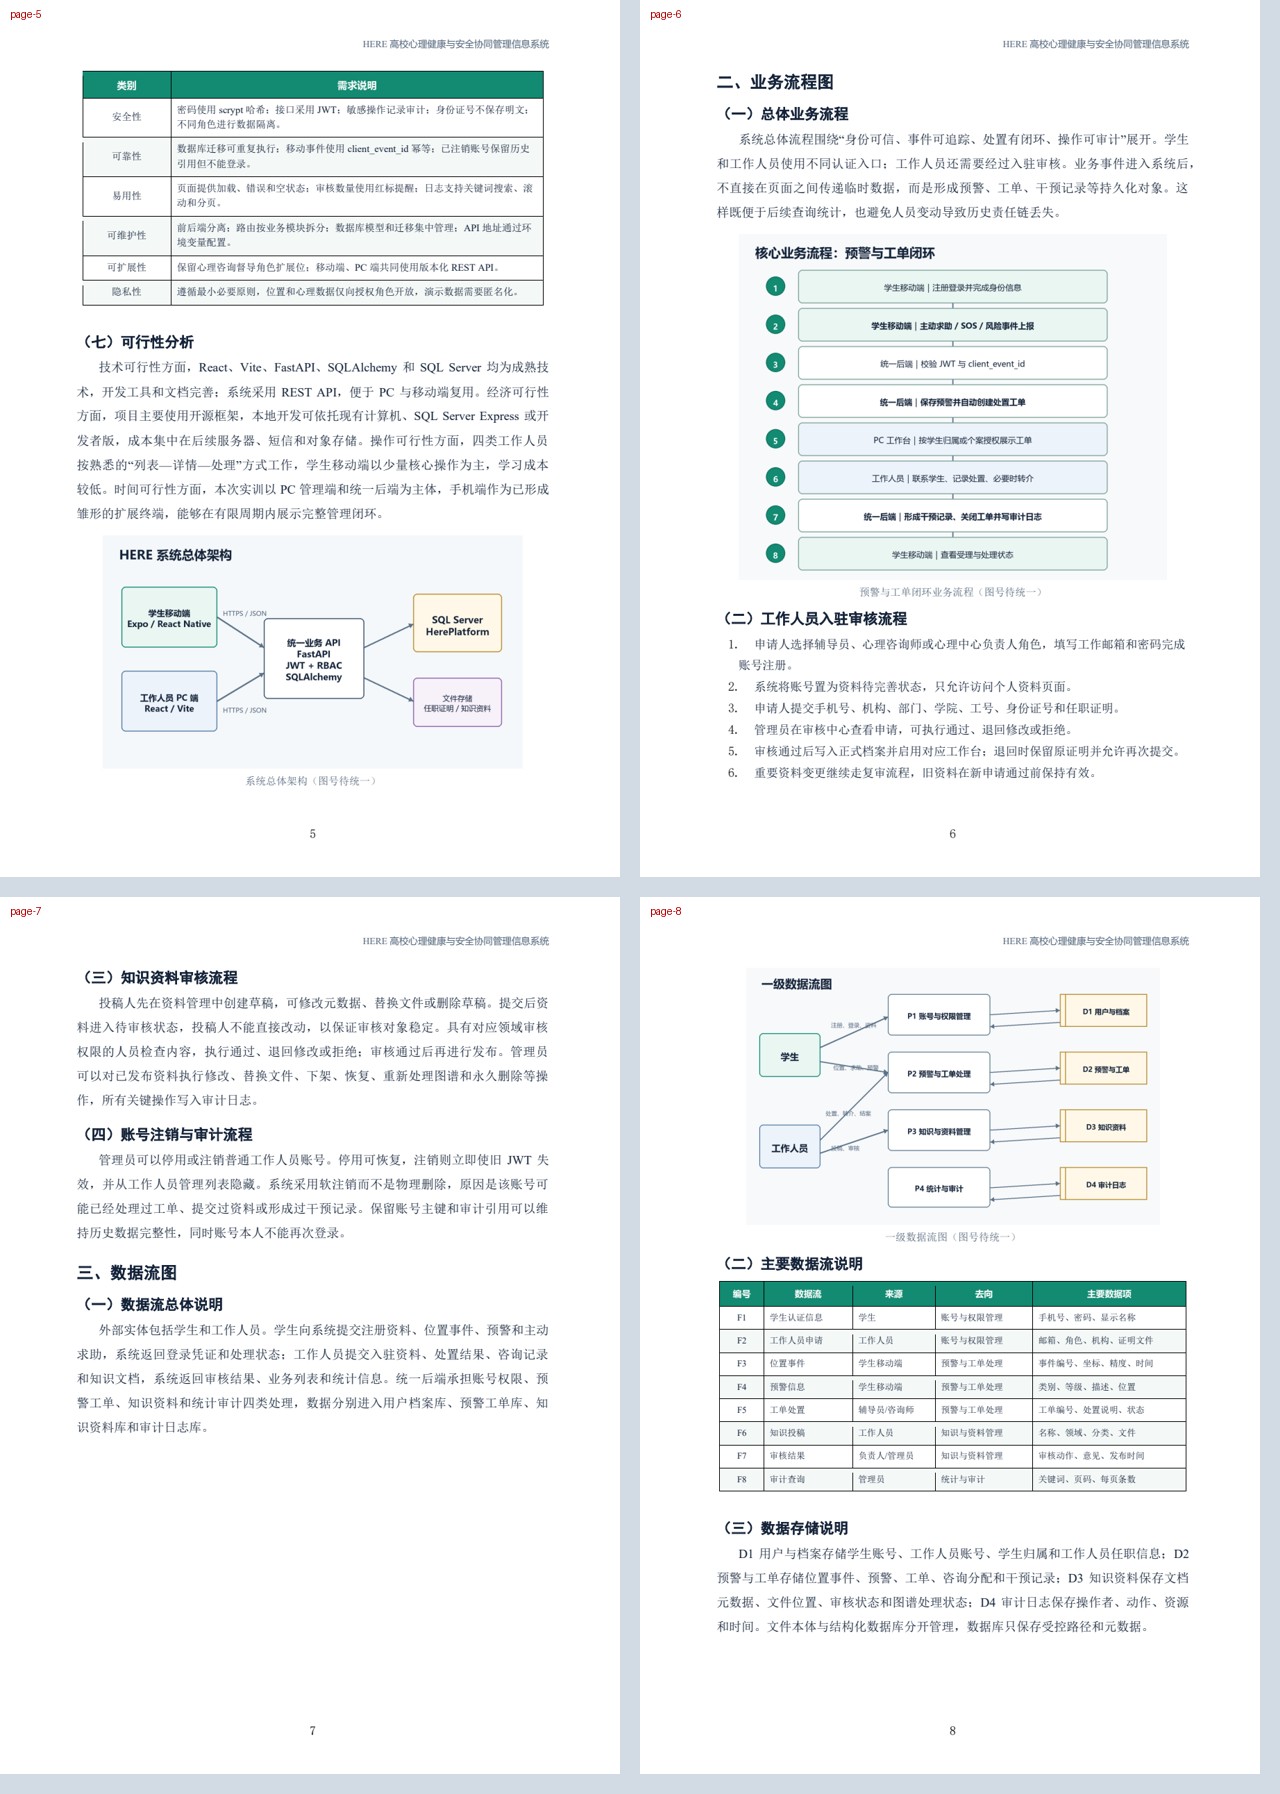 page-5
HERE 高校心理健康与安全协同管理信息系统
类别 需求说明
安全性 密码使用 scrypt 哈希；接口采用 JWT；敏感操作记录审计；身份证号不保存明文；
不同角色进行数据隔离。
可靠性 数据库迁移可重复执行；移动事件使用 client_event_id 幂等；已注销账号保留历史
引用但不能登录。
易用性 页面提供加载、错误和空状态；审核数量使用红标提醒；日志支持关键词搜索、滚
动和分页。
可维护性 前后端分离；路由按业务模块拆分；数据库模型和迁移集中管理；API 地址通过环
境变量配置。
可扩展性 保留心理咨询督导角色扩展位；移动端、PC 端共同使用版本化 REST API。
隐私性 遵循最小必要原则，位置和心理数据仅向授权角色开放，演示数据需要匿名化。
（七）可行性分析
技术可行性方面，React、Vite、FastAPI、SQLAlchemy 和 SQL Server 均为成熟技
术，开发工具和文档完善；系统采用 REST API，便于 PC 与移动端复用。经济可行性
方面，项目主要使用开源框架，本地开发可依托现有计算机、SQL Server Express 或开
发者版，成本集中在后续服务器、短信和对象存储。操作可行性方面，四类工作人员
按熟悉的“列表—详情—处理”方式工作，学生移动端以少量核心操作为主，学习成本
较低。时间可行性方面，本次实训以 PC 管理端和统一后端为主体，手机端作为已形成
雏形的扩展终端，能够在有限周期内展示完整管理闭环。
HERE 系统总体架构
学生移动端
Expo / React Native
HTTPS / JSON
工作人员 PC 端
React / Vite
HTTPS / JSON
统一业务 API
FastAPI
JWT + RBAC
SQLAlchemy
SQL Server
HerePlatform
文件存储
任职证明 / 知识资料
系统总体架构（图号待统一）
5
page-6
HERE 高校心理健康与安全协同管理信息系统
二、业务流程图
（一）总体业务流程
系统总体流程围绕“身份可信、事件可追踪、处置有闭环、操作可审计”展开。学生
和工作人员使用不同认证入口；工作人员还需要经过入驻审核。业务事件进入系统后，
不直接在页面之间传递临时数据，而是形成预警、工单、干预记录等持久化对象。这
样既便于后续查询统计，也避免人员变动导致历史责任链丢失。
核心业务流程：预警与工单闭环
1 学生移动端 | 注册登录并完成身份信息
2 学生移动端 | 主动求助 / SOS / 风险事件上报
3 统一后端 | 校验 JWT 与 client_event_id
4 统一后端 | 保存预警并自动创建处置工单
5 PC 工作台 | 按学生归属或个案授权展示工单
6 工作人员 | 联系学生、记录处置、必要时转介
7 统一后端 | 形成干预记录、关闭工单并写审计日志
8 学生移动端 | 查看受理与处理状态
预警与工单闭环业务流程（图号待统一）
（二）工作人员入驻审核流程
1. 申请人选择辅导员、心理咨询师或心理中心负责人角色，填写工作邮箱和密码完成
账号注册。
2. 系统将账号置为资料待完善状态，只允许访问个人资料页面。
3. 申请人提交手机号、机构、部门、学院、工号、身份证号和任职证明。
4. 管理员在审核中心查看申请，可执行通过、退回修改或拒绝。
5. 审核通过后写入正式档案并启用对应工作台；退回时保留原证明并允许再次提交。
6. 重要资料变更继续走复审流程，旧资料在新申请通过前保持有效。
6
page-7
HERE 高校心理健康与安全协同管理信息系统
（三）知识资料审核流程
投稿人先在资料管理中创建草稿，可修改元数据、替换文件或删除草稿。提交后资
料进入待审核状态，投稿人不能直接改动，以保证审核对象稳定。具有对应领域审核
权限的人员检查内容，执行通过、退回修改或拒绝；审核通过后再进行发布。管理员
可以对已发布资料执行修改、替换文件、下架、恢复、重新处理图谱和永久删除等操
作，所有关键操作写入审计日志。
（四）账号注销与审计流程
管理员可以停用或注销普通工作人员账号。停用可恢复，注销则立即使旧 JWT 失
效，并从工作人员管理列表隐藏。系统采用软注销而不是物理删除，原因是该账号可
能已经处理过工单、提交过资料或形成过干预记录。保留账号主键和审计引用可以维
持历史数据完整性，同时账号本人不能再次登录。
三、数据流图
（一）数据流总体说明
外部实体包括学生和工作人员。学生向系统提交注册资料、位置事件、预警和主动
求助，系统返回登录凭证和处理状态；工作人员提交入驻资料、处置结果、咨询记录
和知识文档，系统返回审核结果、业务列表和统计信息。统一后端承担账号权限、预
警工单、知识资料和统计审计四类处理，数据分别进入用户档案库、预警工单库、知
识资料库和审计日志库。
7
page-8
HERE 高校心理健康与安全协同管理信息系统
一级数据流图
学生
工作人员
注册、登录、
位置、
处置、转介、结案
审核
P1 账号与权限管理
P2 预警与工单处理
P3 知识与资料管理
P4 统计与审计
D1 用户与档案
D2 预警与工单
D3 知识资料
D4 审计日志
一级数据流图（图号待统一）
（二）主要数据流说明
编号 数据流 来源 去向 主要数据项
F1 学生认证信息 学生 账号与权限管理 手机号、密码、显示名称
F2 工作人员申请 工作人员 账号与权限管理 邮箱、角色、机构、证明文件
F3 位置事件 学生移动端 预警与工单处理 事件编号、坐标、精度、时间
F4 预警信息 学生移动端 预警与工单处理 类别、等级、描述、位置
F5 工单处置 辅导员/咨询师 预警与工单处理 工单编号、处置说明、状态
F6 知识投稿 工作人员 知识与资料管理 名称、领域、分类、文件
F7 审核结果 负责人/管理员 知识与资料管理 审核动作、意见、发布时间
F8 审计查询 管理员 统计与审计 关键词、页码、每页条数
（三）数据存储说明
D1 用户与档案存储学生账号、工作人员账号、学生归属和工作人员任职信息；D2
预警与工单存储位置事件、预警、工单、咨询分配和干预记录；D3 知识资料保存文档
元数据、文件位置、审核状态和图谱处理状态；D4 审计日志保存操作者、动作、资源
和时间。文件本体与结构化数据库分开管理，数据库只保存受控路径和元数据。
8